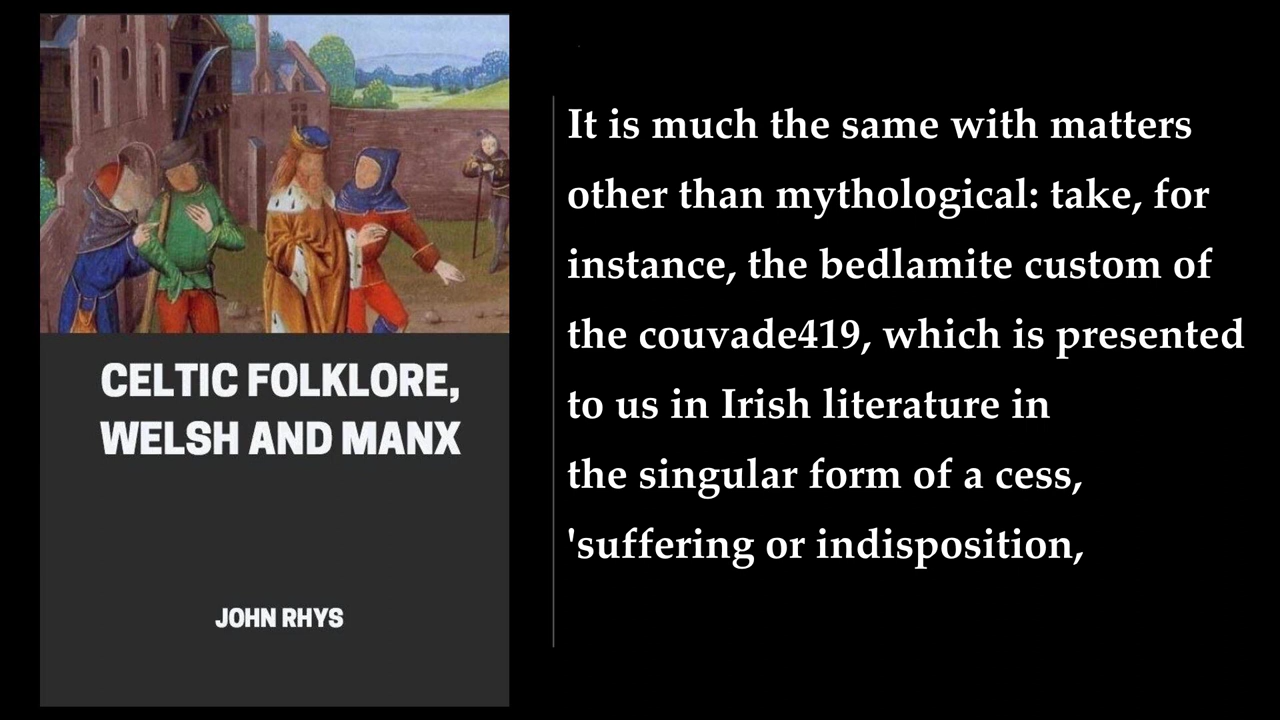 CELTIC FOLKLORE,
WELSH AND MANX
JOHN RHYS
It is much the same with matters
other than mythological: take, for
instance, the bedlamite custom of
the couvade419, which is presented
to us in Irish literature in
the singular form of a cess,
'suffering or indisposition,